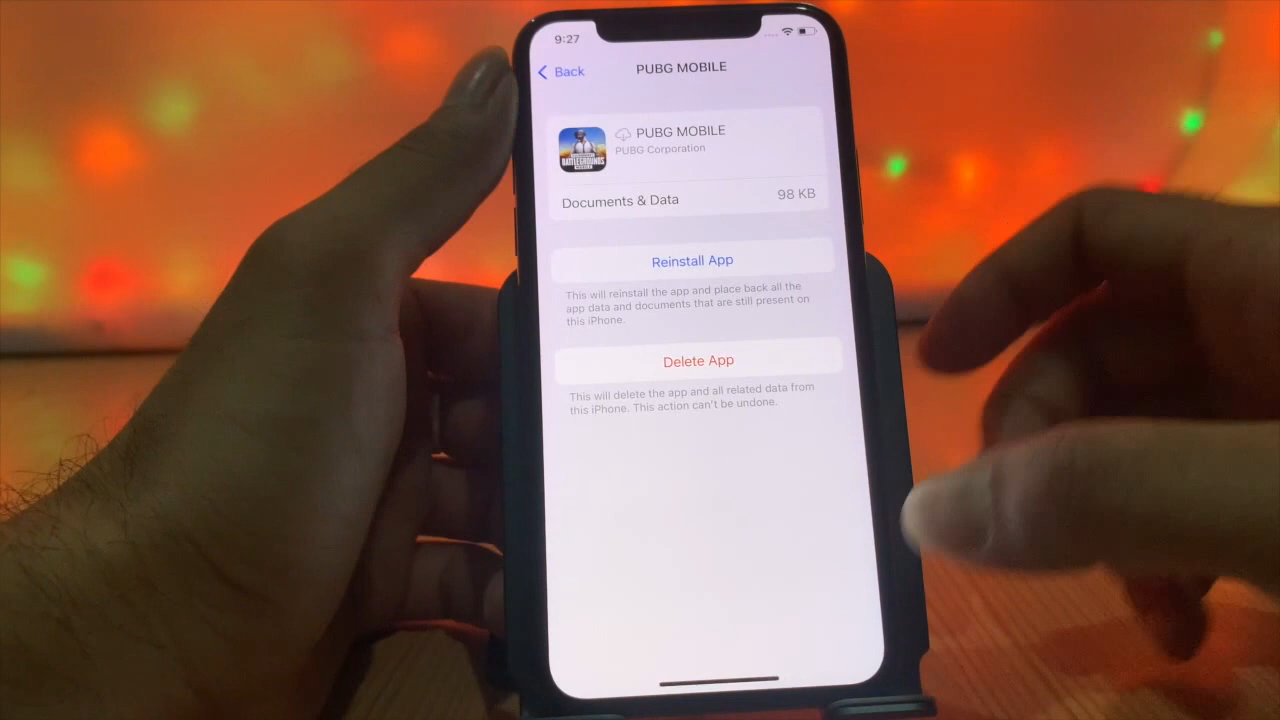 9:27
Back
PUBG MOBILE
PUBG MOBILE
PUBG Corporation
BATTLEGROUNDS
MOBILE
Documents & Data 98 KB
Reinstall App
This will reinstall the app and place back all the
app data and documents that are still present on
this iPhone.
Delete App
This will delete the app and all related data from
this iPhone. This action can't be undone.